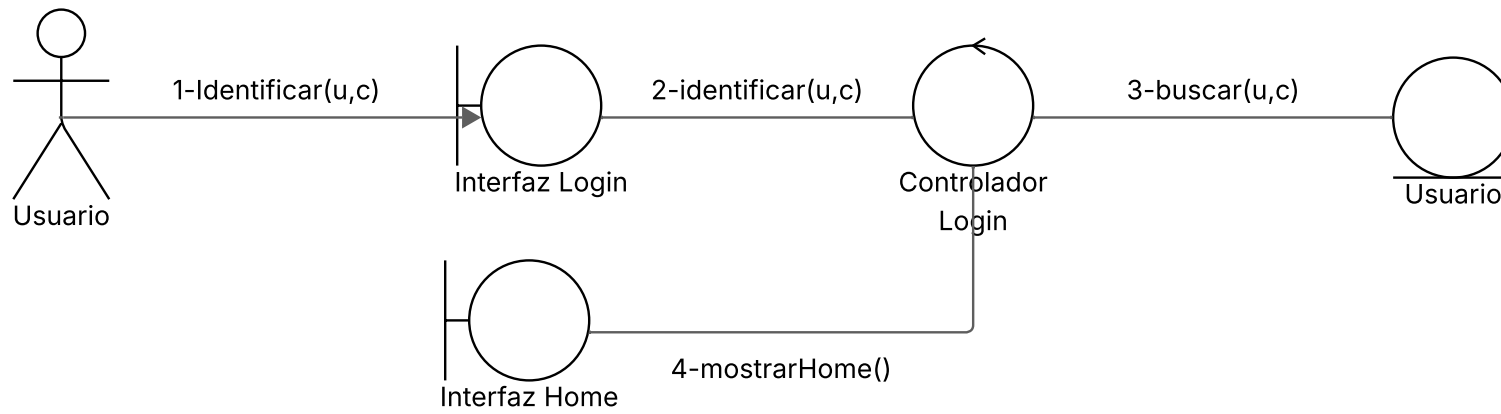 1-Identificar(u,c)
2-identificar(u,c)
3-buscar(u,c)
Usuario
Interfaz Login
Controlador
Login
Usuario
4-mostrarHome()
Interfaz Home